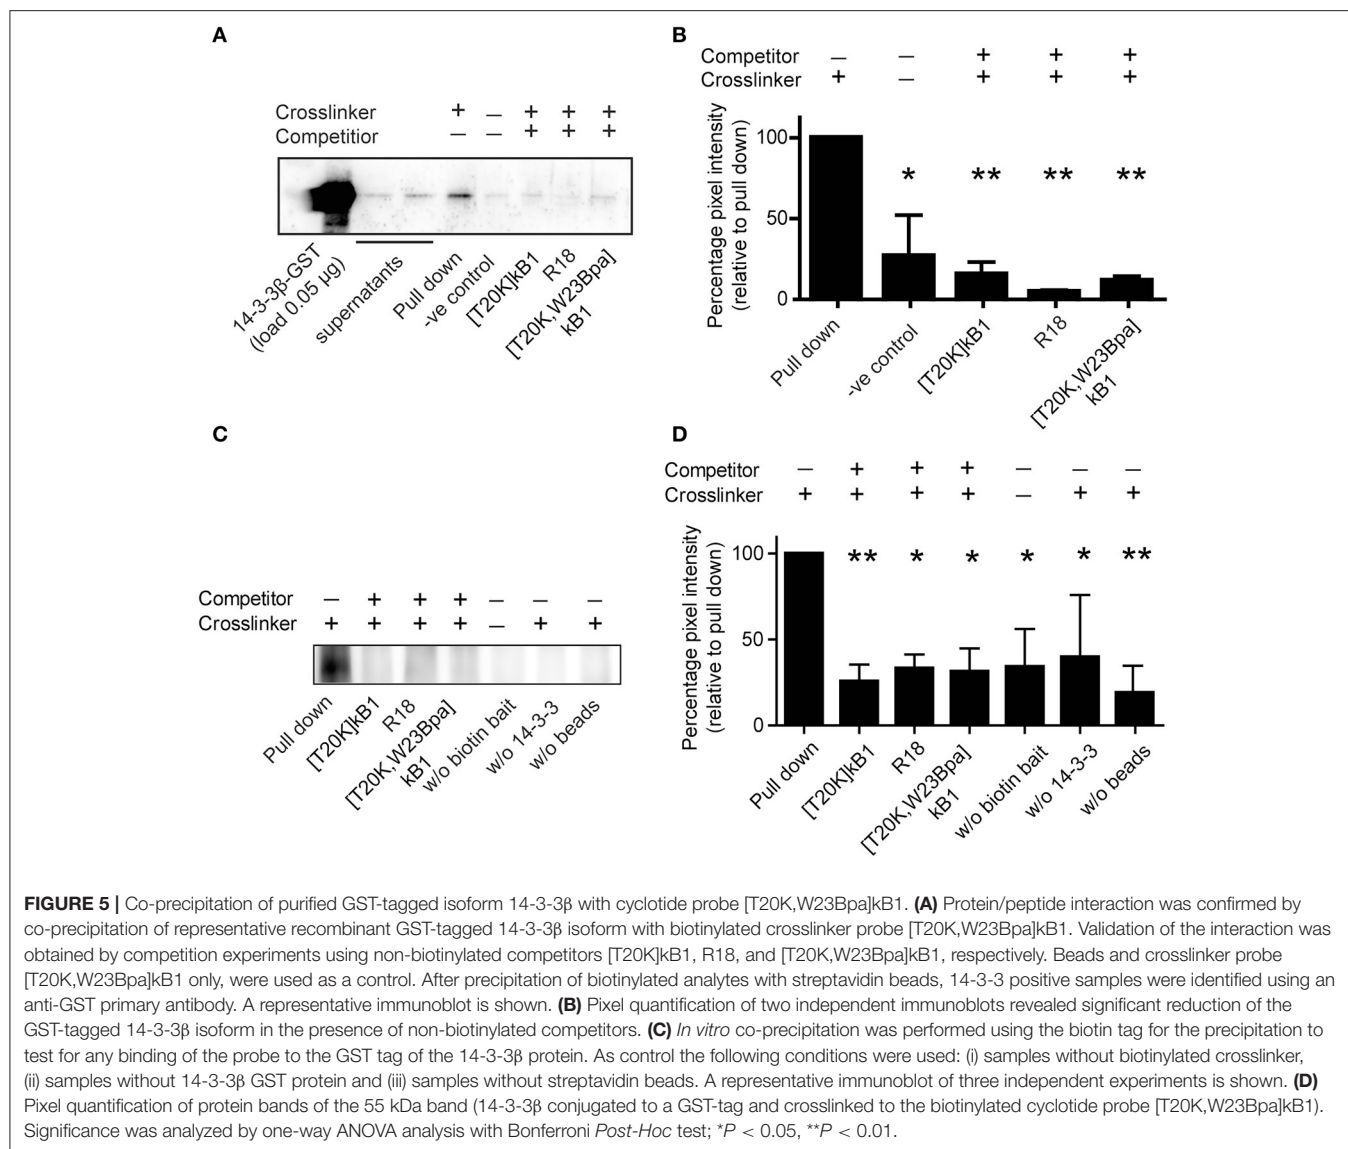 A
Crosslinker + — + + +
Competitior — — + + +
14-3-3β-GST
(load 0.05 µg)
supernatants
Pull down
-ve control
[T20K]kB1
R18
[T20K,W23Bpa]
kB1
B
Competitor — — + + +
Crosslinker + — + + +
Percentage pixel intensity
(relative to pull down)
100
50
0
* ** ** **
Pull down
-ve control
[T20K]kB1
R18
[T20K,W23Bpa]
kB1
C
Competitor — + + + — — —
Crosslinker + + + + — + +
Pull down
[T20K]kB1
R18
[T20K,W23Bpa]
kB1
w/o biotin bait
w/o 14-3-3
w/o beads
D
Competitor — + + + — — —
Crosslinker + + + + — + +
Percentage pixel intensity
(relative to pull down)
100
50
0
** * * * * **
Pull down
[T20K]kB1
R18
[T20K,W23Bpa]
kB1
w/o biotin bait
w/o 14-3-3
w/o beads
FIGURE 5 | Co-precipitation of purified GST-tagged isoform 14-3-3β with cyclotide probe [T20K,W23Bpa]kB1. (A) Protein/peptide interaction was confirmed by
co-precipitation of representative recombinant GST-tagged 14-3-3β isoform with biotinylated crosslinker probe [T20K,W23Bpa]kB1. Validation of the interaction was
obtained by competition experiments using non-biotinylated competitors [T20K]kB1, R18, and [T20K,W23Bpa]kB1, respectively. Beads and crosslinker probe
[T20K,W23Bpa]kB1 only, were used as a control. After precipitation of biotinylated analytes with streptavidin beads, 14-3-3 positive samples were identified using an
anti-GST primary antibody. A representative immunoblot is shown. (B) Pixel quantification of two independent immunoblots revealed significant reduction of the
GST-tagged 14-3-3β isoform in the presence of non-biotinylated competitors. (C) In vitro co-precipitation was performed using the biotin tag for the precipitation to
test for any binding of the probe to the GST tag of the 14-3-3β protein. As control the following conditions were used: (i) samples without biotinylated crosslinker,
(ii) samples without 14-3-3β GST protein and (iii) samples without streptavidin beads. A representative immunoblot of three independent experiments is shown. (D)
Pixel quantification of protein bands of the 55 kDa band (14-3-3β conjugated to a GST-tag and crosslinked to the biotinylated cyclotide probe [T20K,W23Bpa]kB1).
Significance was analyzed by one-way ANOVA analysis with Bonferroni Post-Hoc test; *P < 0.05, **P < 0.01.